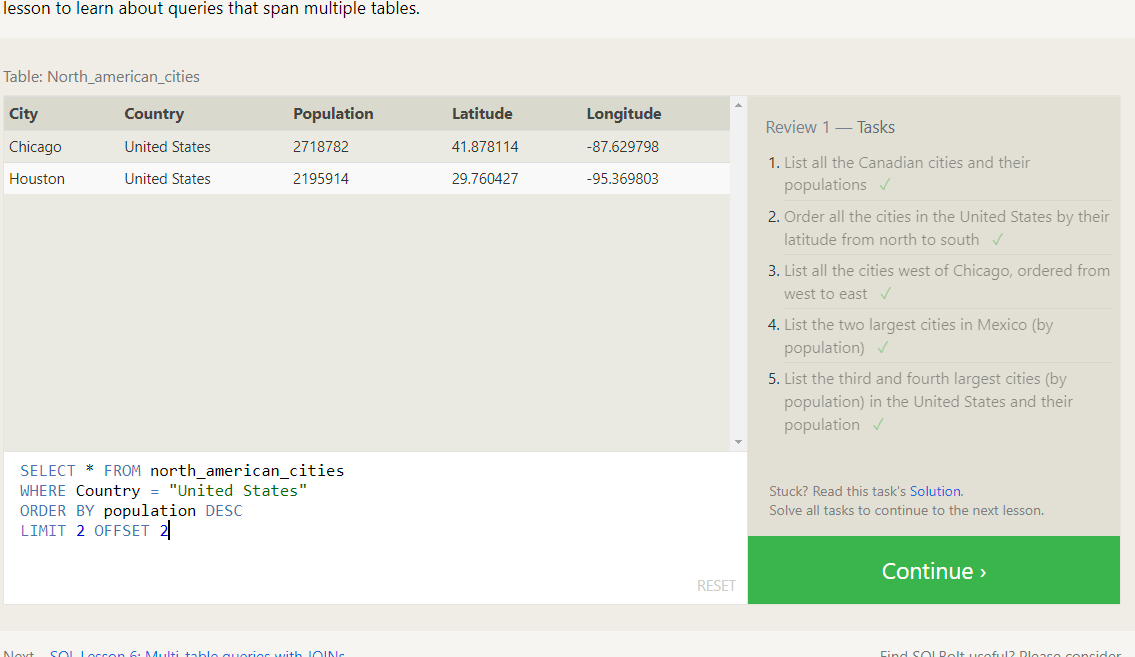 lesson to learn about queries that span multiple tables.
Table: North_american_cities
City Country Population Latitude Longitude
Chicago United States 2718782 41.878114 -87.629798
Houston United States 2195914 29.760427 -95.369803
SELECT * FROM north_american_cities
WHERE Country = "United States"
ORDER BY population DESC
LIMIT 2 OFFSET 2
RESET
Review 1 — Tasks
1. List all the Canadian cities and their
populations ✓
2. Order all the cities in the United States by their
latitude from north to south ✓
3. List all the cities west of Chicago, ordered from
west to east ✓
4. List the two largest cities in Mexico (by
population) ✓
5. List the third and fourth largest cities (by
population) in the United States and their
population ✓
Stuck? Read this task's Solution.
Solve all tasks to continue to the next lesson.
Continue ›
Next – SQL Lesson 6: Multi-table queries with JOINs
Find SQLBolt useful? Please consider